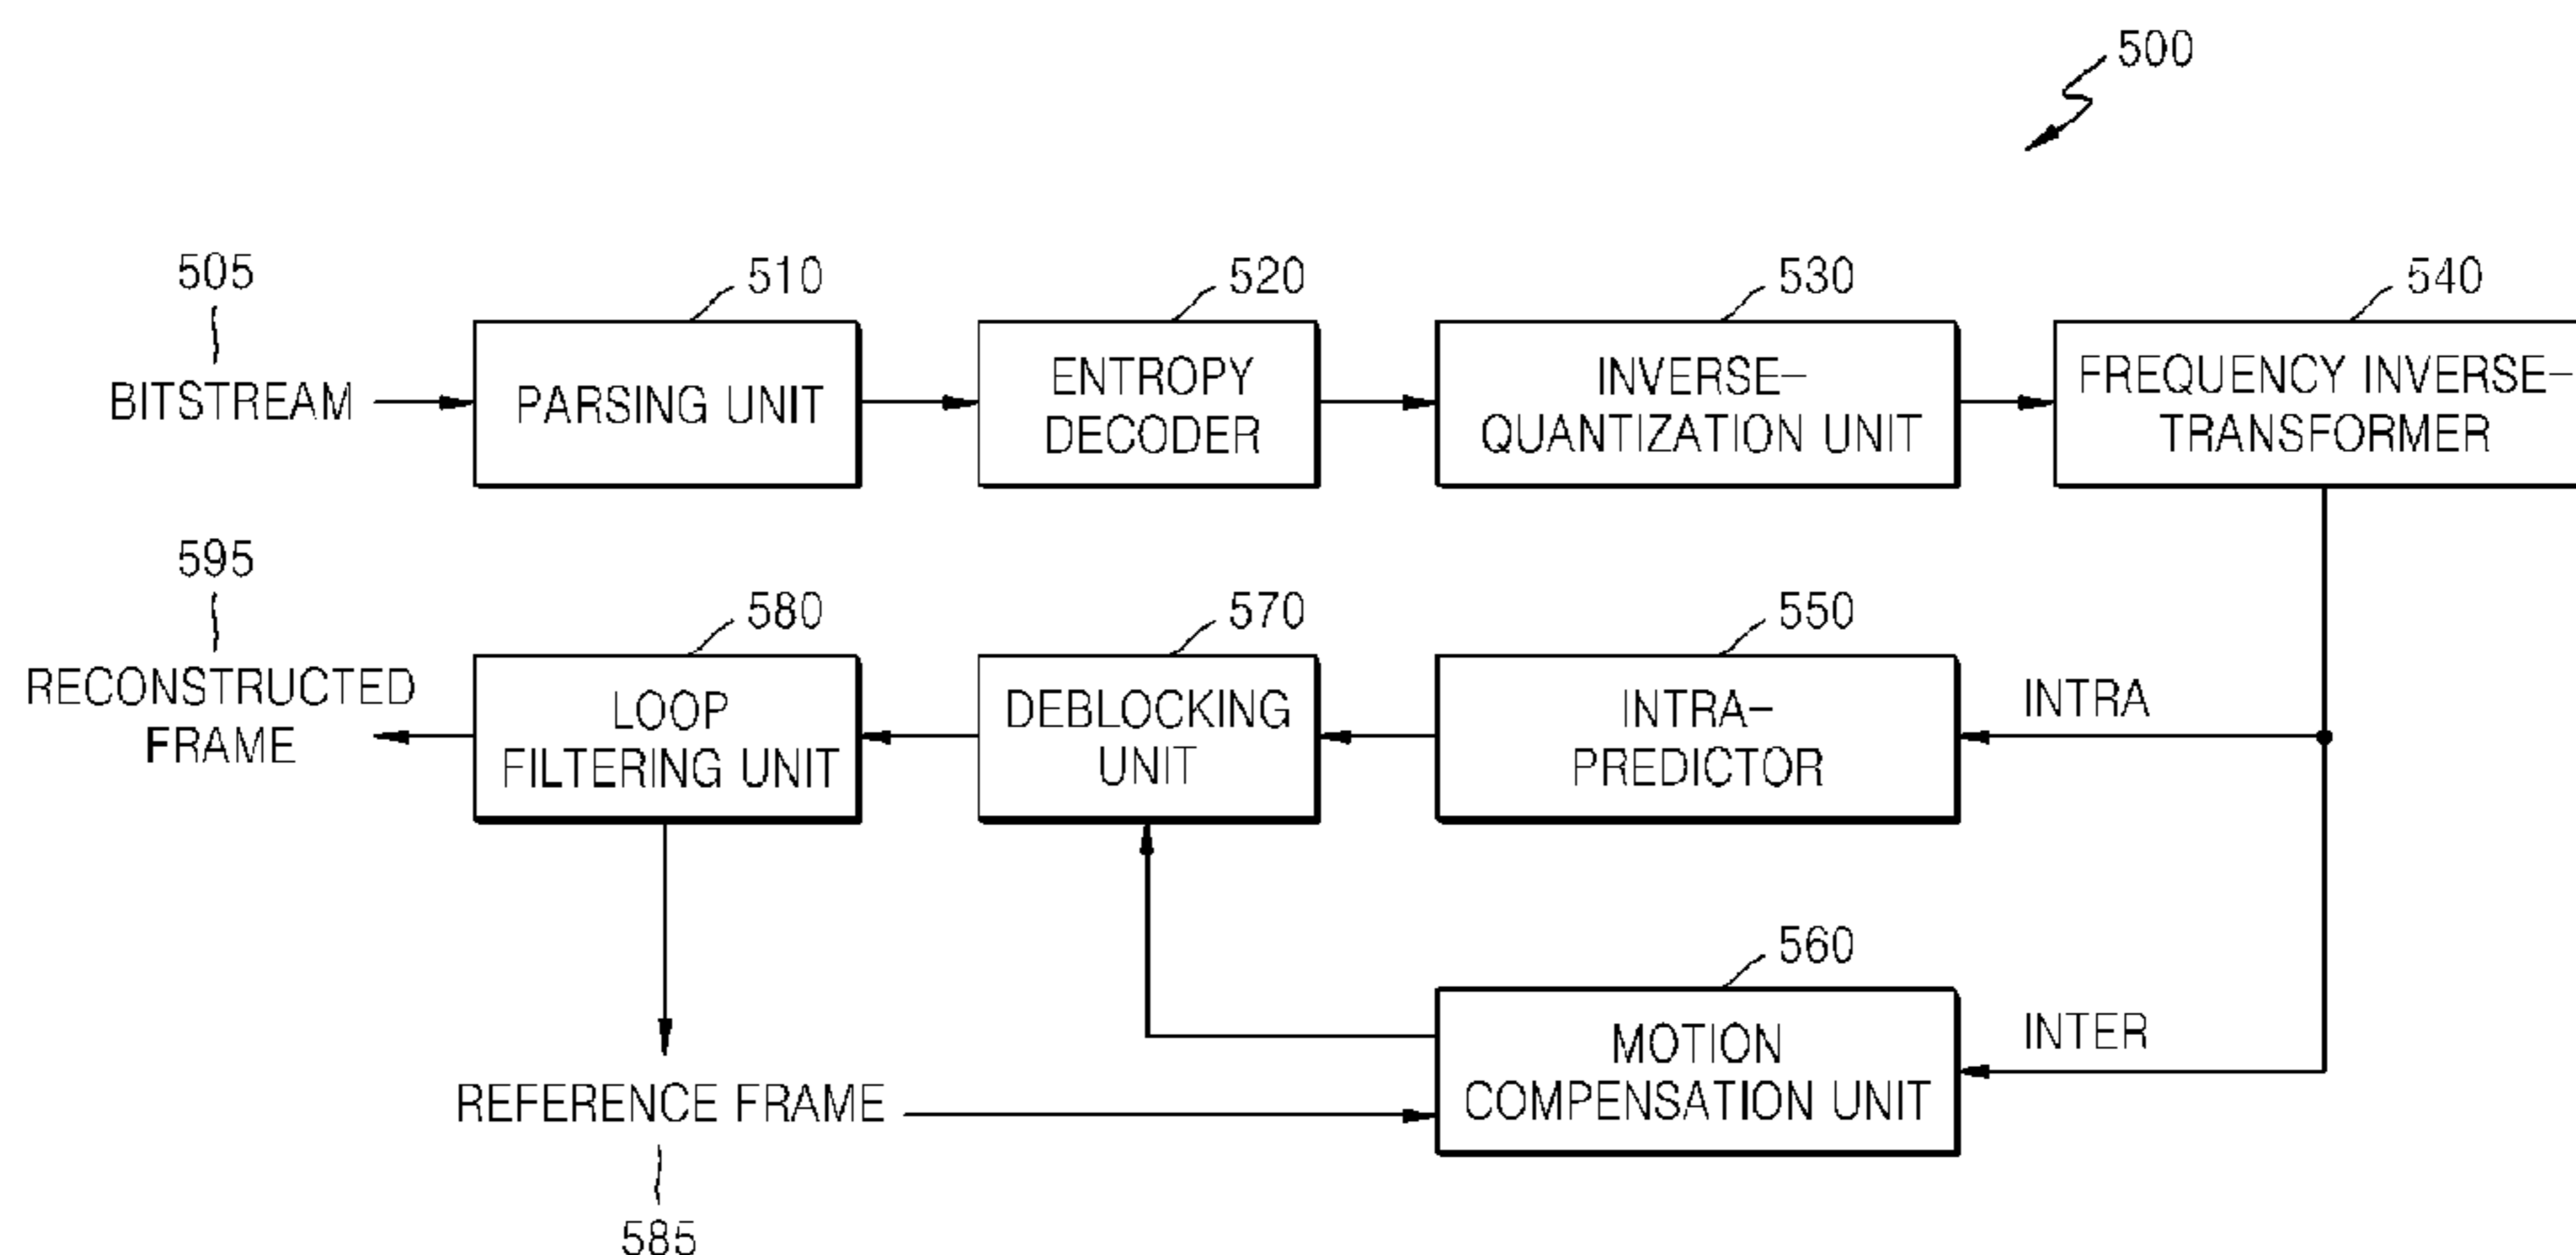 500
505
510
520
530
540
BITSTREAM
PARSING UNIT
ENTROPY
DECODER
INVERSE–
QUANTIZATION UNIT
FREQUENCY INVERSE–
TRANSFORMER
595
580
570
550
RECONSTRUCTED
FRAME
LOOP
FILTERING UNIT
DEBLOCKING
UNIT
INTRA–
PREDICTOR
INTRA
560
MOTION
COMPENSATION UNIT
INTER
REFERENCE FRAME
585